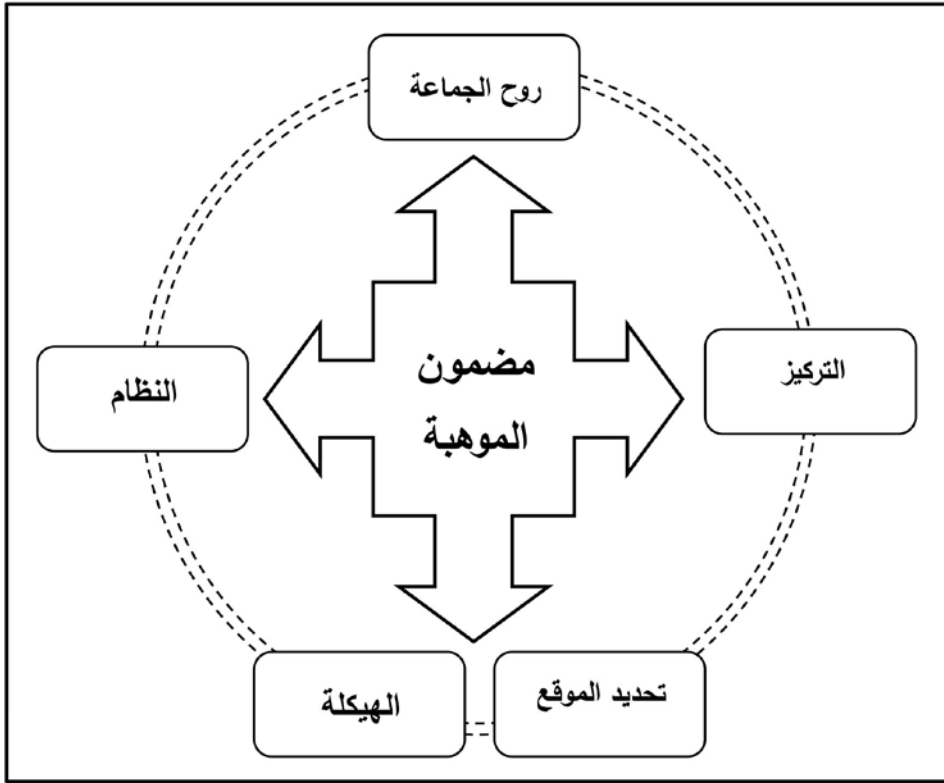 روح الجماعة
التركيز
مضمون
الموهبة
النظام
تحديد الموقع
الهيكلة